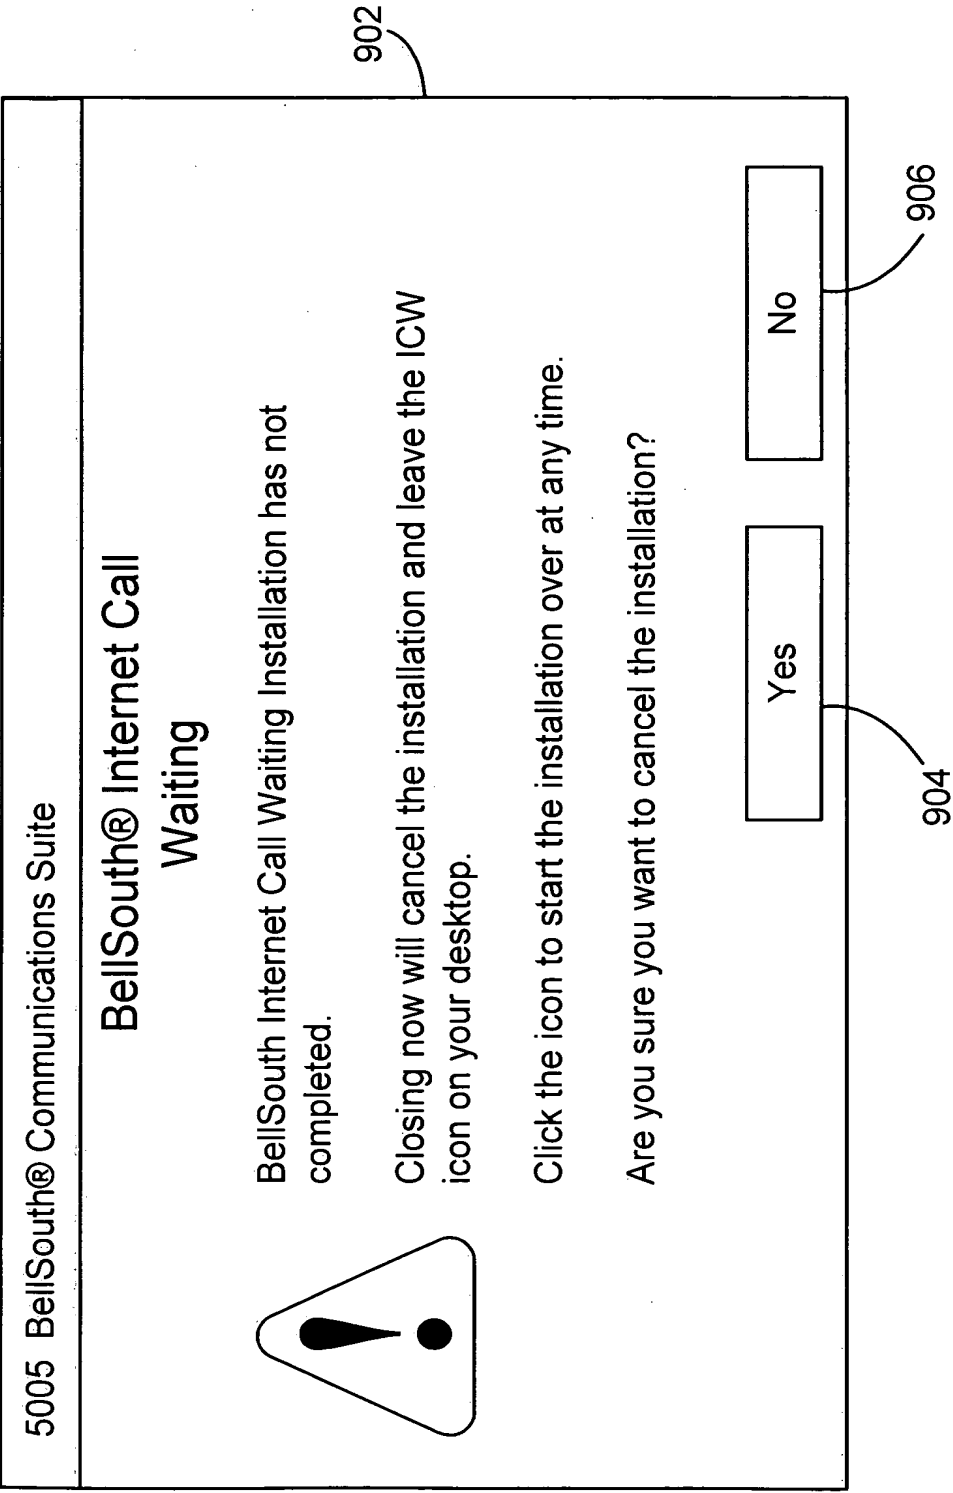 902
5005 BellSouth® Communications Suite
BellSouth® Internet Call
Waiting
BellSouth Internet Call Waiting Installation has not
completed.
Closing now will cancel the installation and leave the ICW
icon on your desktop.
Click the icon to start the installation over at any time.
Are you sure you want to cancel the installation?
Yes
No
904
906